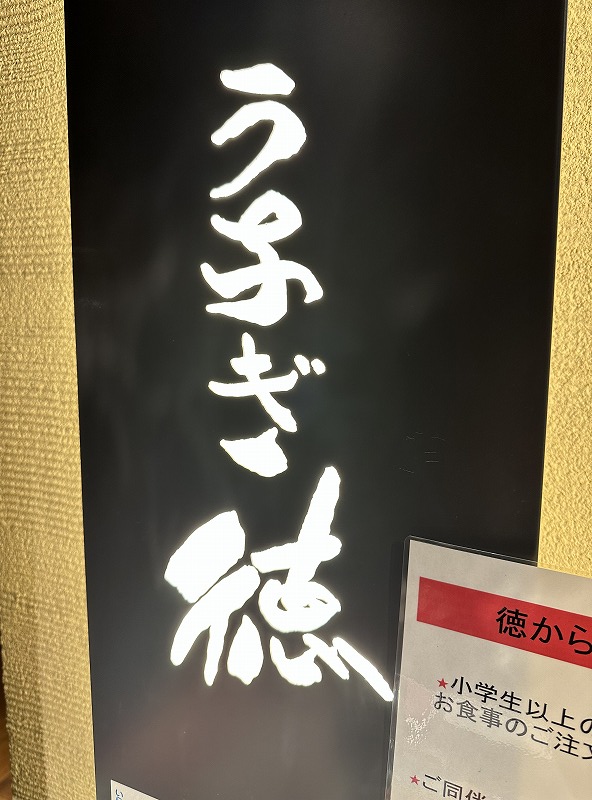 うなぎ徳
徳から
★小学生以上の
お食事のご注文
★ご同伴